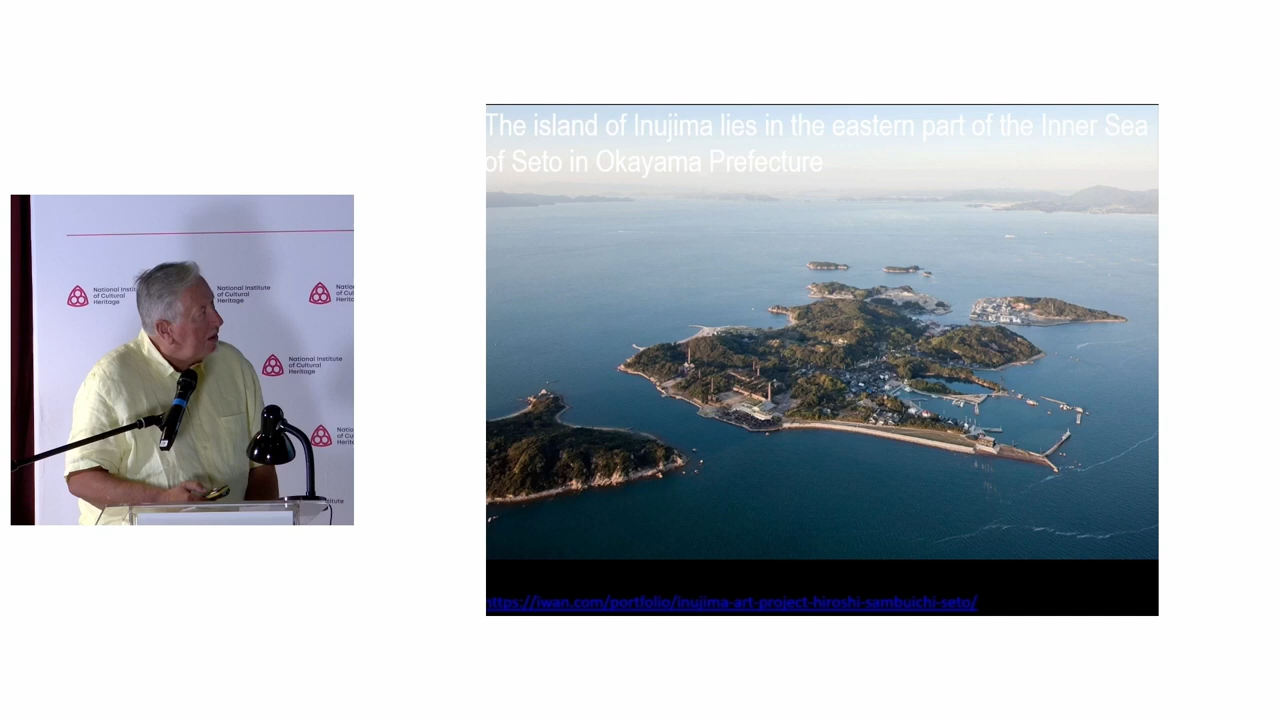 The island of Inujima lies in the eastern part of the Inner Sea
of Seto in Okayama Prefecture
https://iwan.com/portfolio/inujima-art-project-hiroshi-sambuichi-seto/
National Institute
of Cultural
Heritage
National Institute
of Cultural
Heritage
National Institute
of Cultural
Heritage